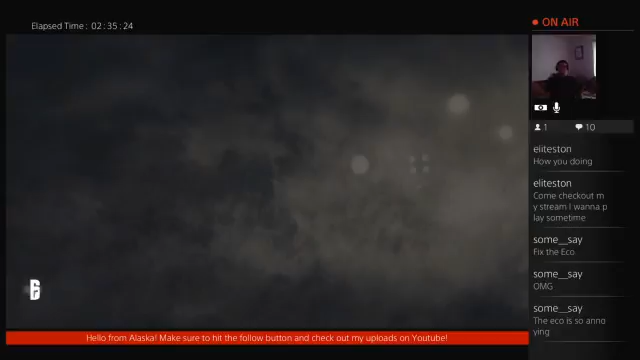 Elapsed Time : 02:35:24
ON AIR
1
10
eliteston
How you doing
eliteston
Come checkout m
y stream I wanna p
lay sometime
some__say
Fix the Eco
some__say
OMG
some__say
The eco is so anno
ying
6
Hello from Alaska! Make sure to hit the follow button and check out my uploads on Youtube!